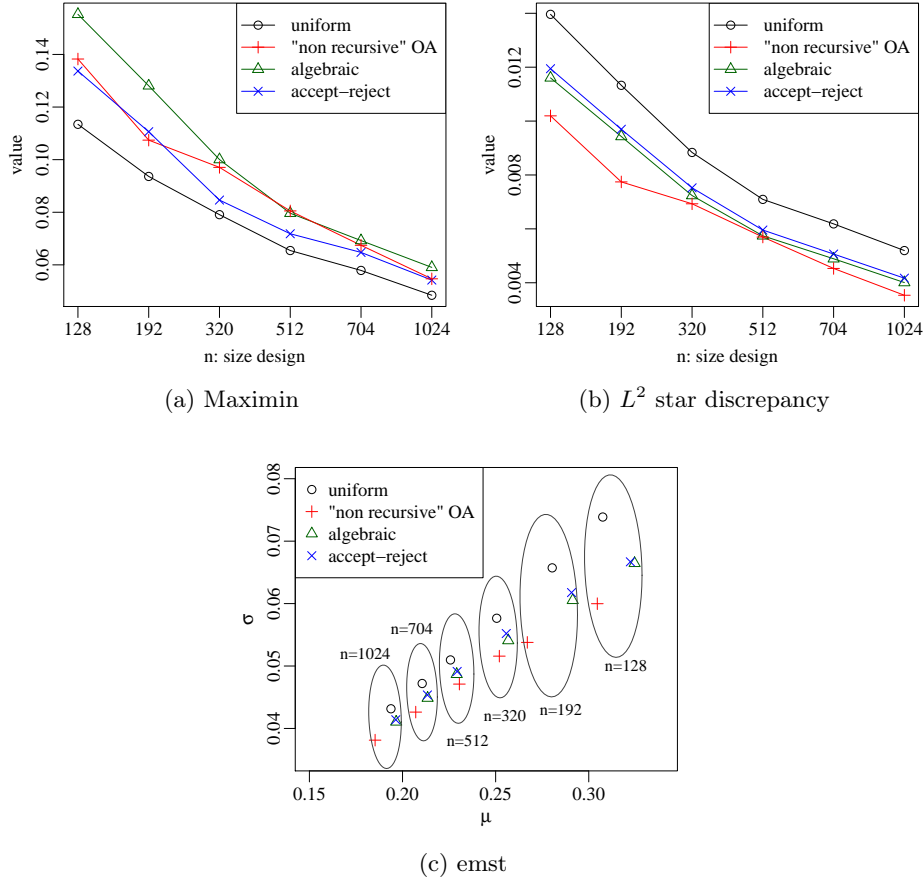 uniform
"non recursive" OA
algebraic
accept−reject
value
0.06 0.08 0.10 0.12 0.14
128 192 320 512 704 1024
n: size design
(a) Maximin
uniform
"non recursive" OA
algebraic
accept−reject
value
0.004 0.008 0.012
128 192 320 512 704 1024
n: size design
(b) L² star discrepancy
uniform
"non recursive" OA
algebraic
accept−reject
σ
0.04 0.05 0.06 0.07 0.08
n=1024
n=704
n=512
n=320
n=192
n=128
0.15 0.20 0.25 0.30
μ
(c) emst